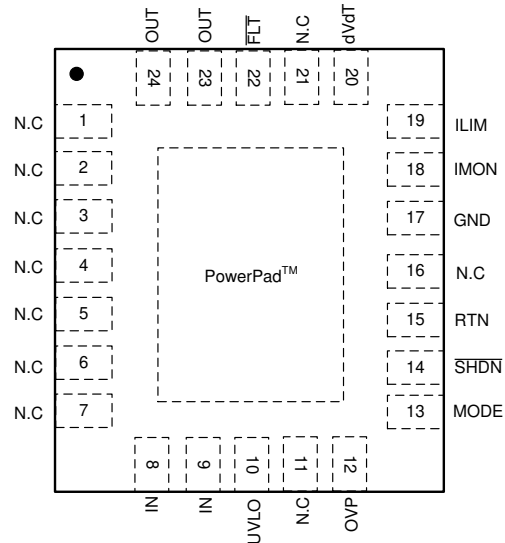 OUT OUT FLT N.C dVdT
24 23 22 21 20
N.C 1 19 ILIM
N.C 2 18 IMON
N.C 3 17 GND
N.C 4 16 N.C
PowerPad™
N.C 5 15 RTN
N.C 6 14 SHDN
N.C 7 13 MODE
8 9 10 11 12
IN IN UVLO N.C OVP